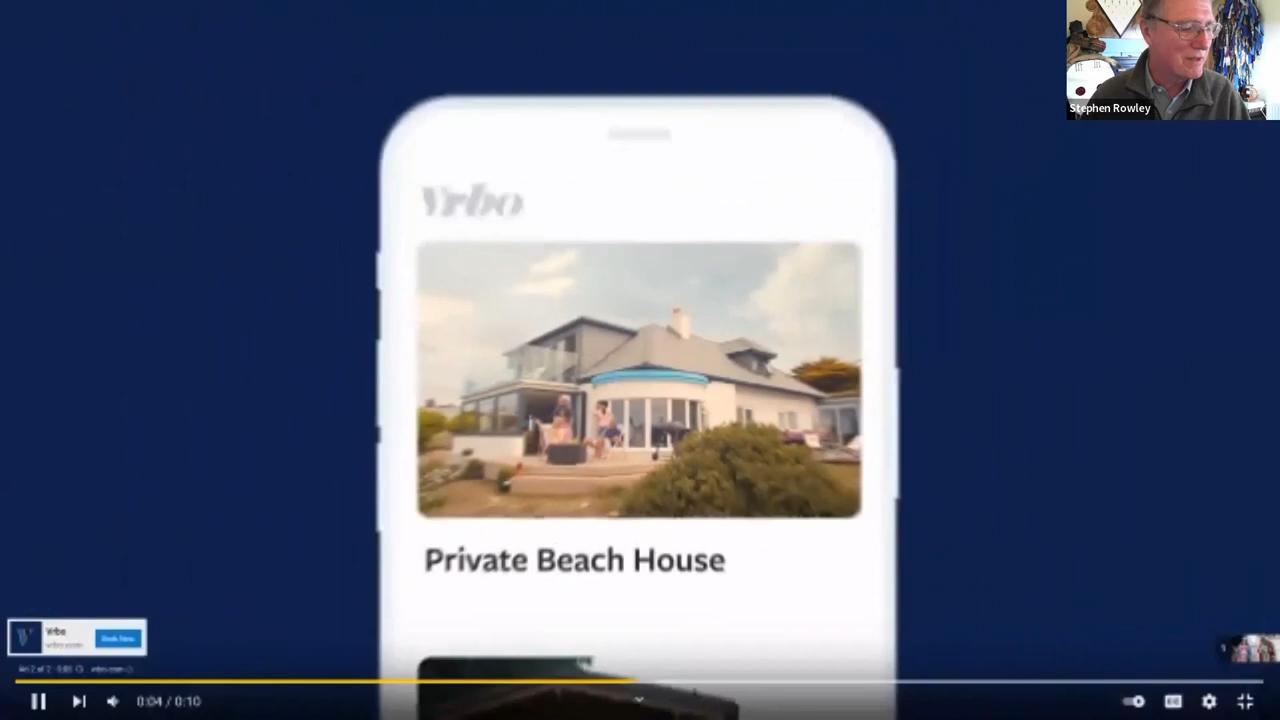 Stephen Rowley
Vrbo
Private Beach House
Vrbo
Book Now
0:04 / 0:10